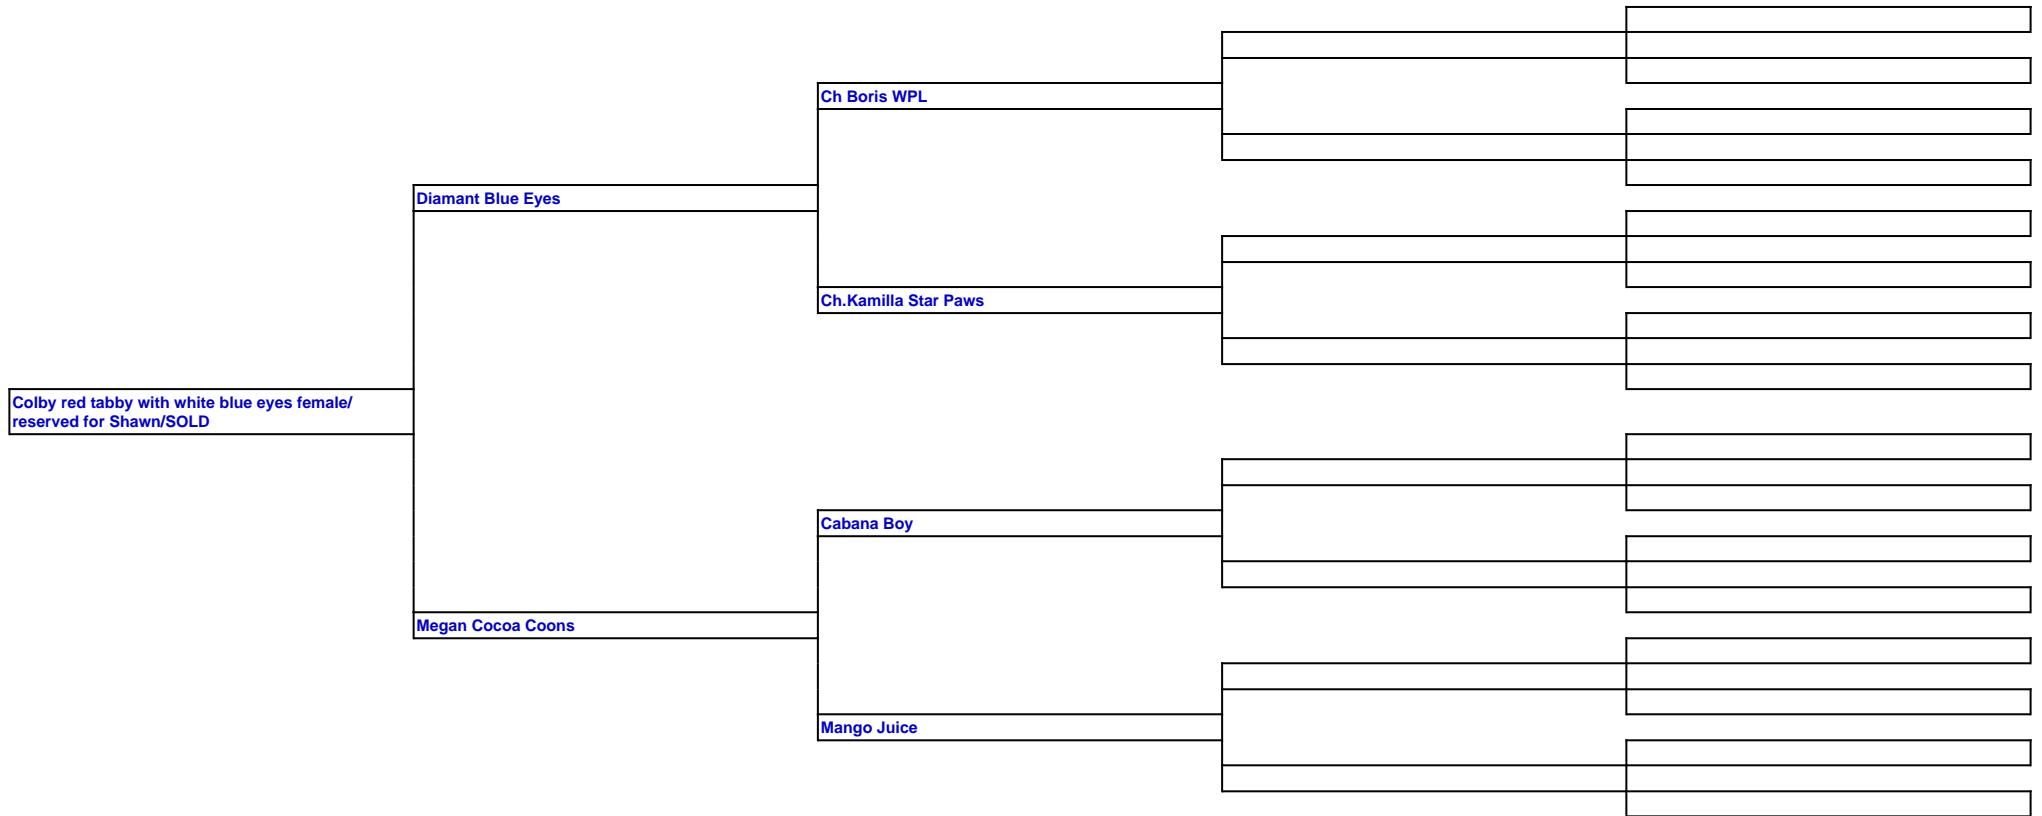 Ch Boris WPL
Diamant Blue Eyes
Ch.Kamilla Star Paws
Colby red tabby with white blue eyes female/
reserved for Shawn/SOLD
Cabana Boy
Megan Cocoa Coons
Mango Juice